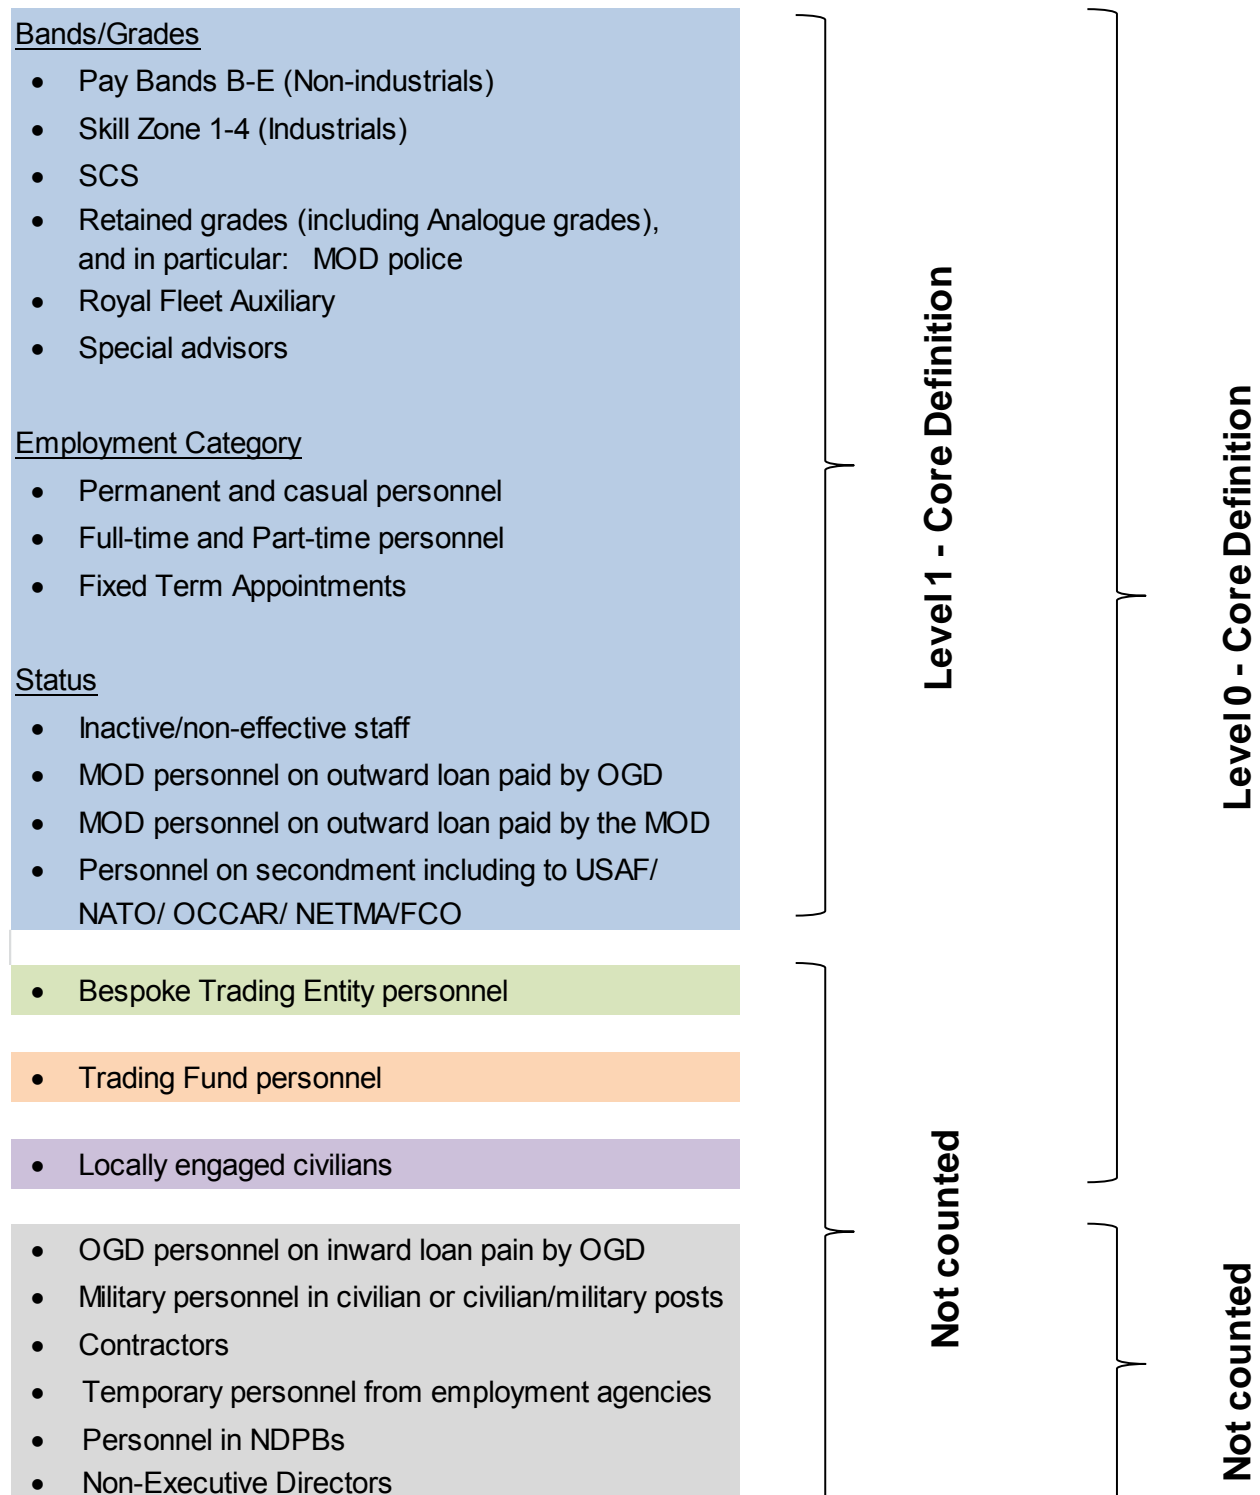 Bands/Grades
• Pay Bands B-E (Non-industrials)
• Skill Zone 1-4 (Industrials)
• SCS
• Retained grades (including Analogue grades),
and in particular: MOD police
• Royal Fleet Auxiliary
• Special advisors
Employment Category
• Permanent and casual personnel
• Full-time and Part-time personnel
• Fixed Term Appointments
Status
• Inactive/non-effective staff
• MOD personnel on outward loan paid by OGD
• MOD personnel on outward loan paid by the MOD
• Personnel on secondment including to USAF/
NATO/ OCCAR/ NETMA/FCO
• Bespoke Trading Entity personnel
• Trading Fund personnel
• Locally engaged civilians
• OGD personnel on inward loan pain by OGD
• Military personnel in civilian or civilian/military posts
• Contractors
• Temporary personnel from employment agencies
• Personnel in NDPBs
• Non-Executive Directors
Level 1 - Core Definition
Not counted
Level 0 - Core Definition
Not counted